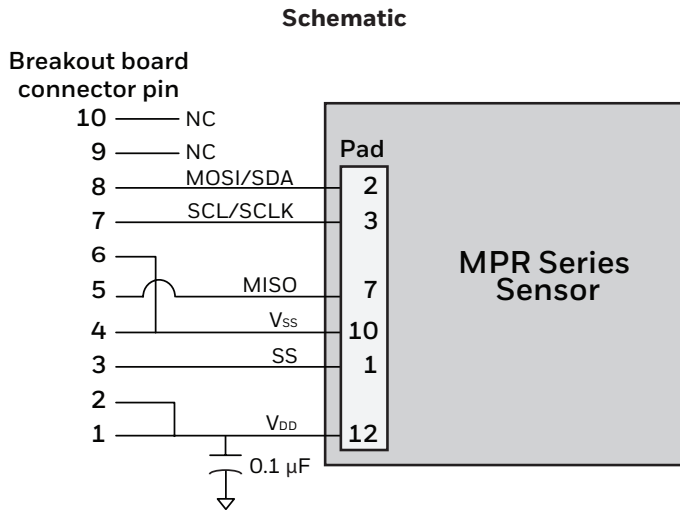 Schematic
Breakout board
connector pin
10 NC
9 NC
Pad
8 MOSI/SDA 2
7 SCL/SCLK 3
6
5 MISO 7
4 Vss 10
3 SS 1
2
1 VDD 12
0.1 µF
MPR Series
Sensor